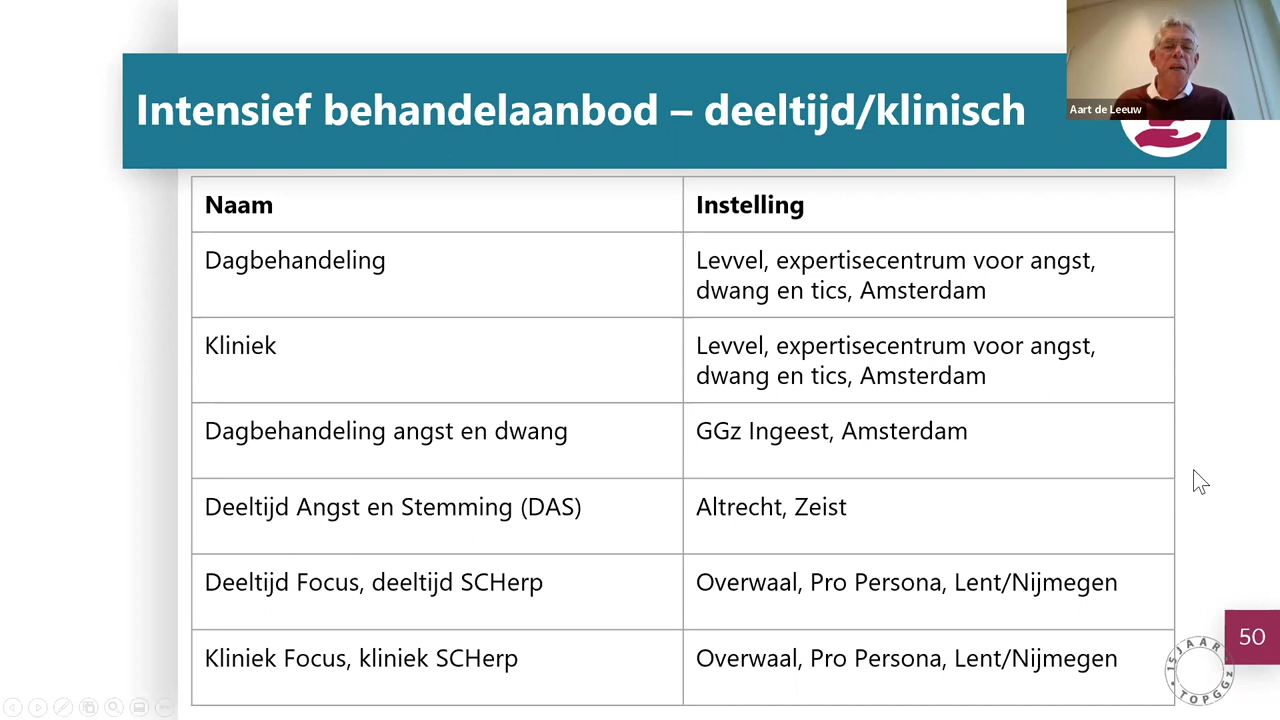 Intensief behandelaanbod – deeltijd/klinisch
Aart de Leeuw
Naam
Instelling
Dagbehandeling
Levvel, expertisecentrum voor angst,
dwang en tics, Amsterdam
Kliniek
Levvel, expertisecentrum voor angst,
dwang en tics, Amsterdam
Dagbehandeling angst en dwang
GGz Ingeest, Amsterdam
Deeltijd Angst en Stemming (DAS)
Altrecht, Zeist
Deeltijd Focus, deeltijd SCHerp
Overwaal, Pro Persona, Lent/Nijmegen
Kliniek Focus, kliniek SCHerp
Overwaal, Pro Persona, Lent/Nijmegen
50
15 JAAR
TOPGGz